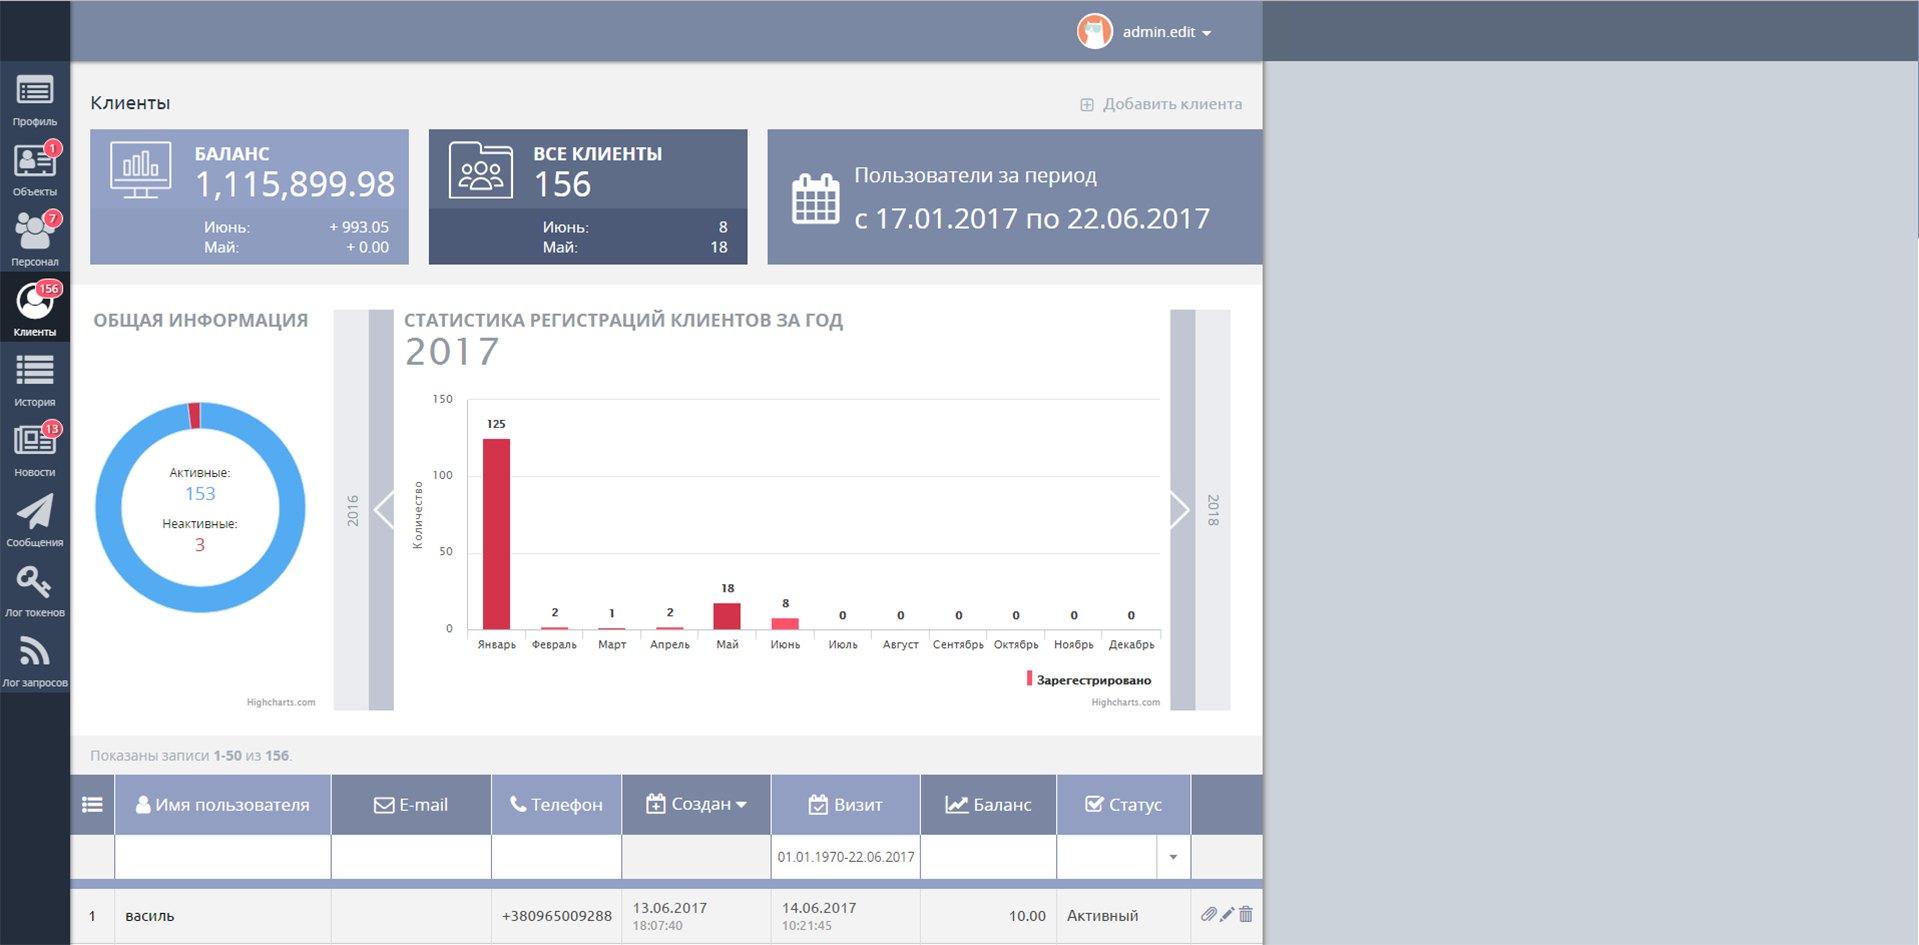 admin.edit
Профиль
1
Объекты
7
Персонал
156
Клиенты
История
13
Новости
Сообщения
Лог токенов
Лог запросов
Клиенты
Добавить клиента
БАЛАНС
1,115,899.98
Июнь: + 993.05
Май: + 0.00
ВСЕ КЛИЕНТЫ
156
Июнь: 8
Май: 18
Пользователи за период
с 17.01.2017 по 22.06.2017
ОБЩАЯ ИНФОРМАЦИЯ
Активные:
153
Неактивные:
3
Highcharts.com
2016
СТАТИСТИКА РЕГИСТРАЦИЙ КЛИЕНТОВ ЗА ГОД
2017
Количество
150
100
50
0
125 2 1 2 18 8 0 0 0 0 0 0
Январь Февраль Март Апрель Май Июнь Июль Август Сентябрь Октябрь Ноябрь Декабрь
Зарегестрировано
Highcharts.com
2018
Показаны записи 1-50 из 156.
Имя пользователя E-mail Телефон Создан Визит Баланс Статус
01.01.1970-22.06.2017
1 василь +380965009288 13.06.2017 14.06.2017 10.00 Активный
18:07:40 10:21:45